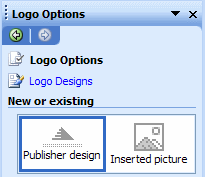 Logo Options
Logo Options
Logo Designs
New or existing
Publisher design
Inserted picture